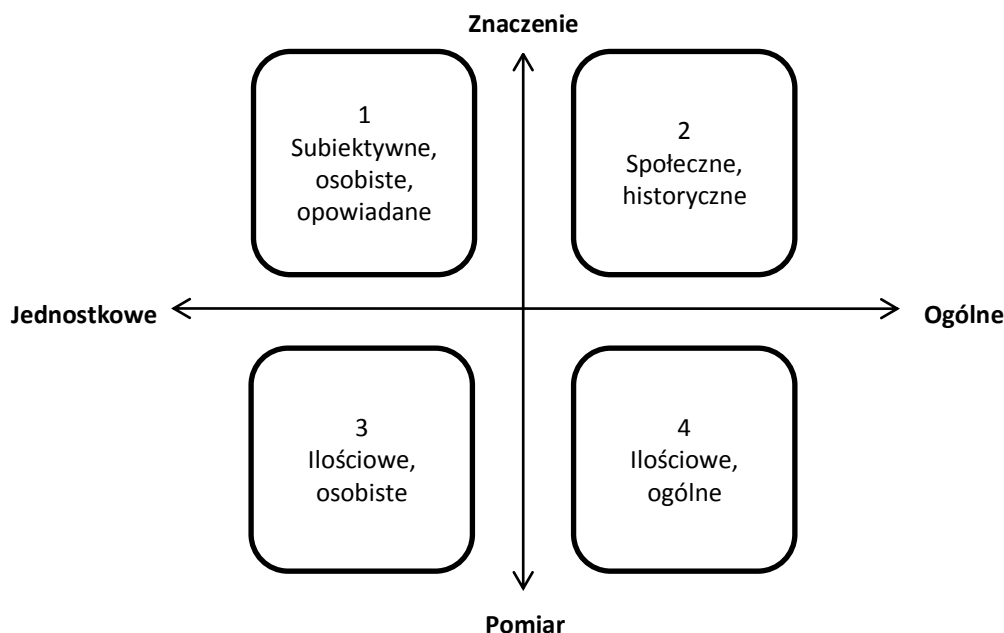 Znaczenie
1
Subiektywne,
osobiste,
opowiadane
2
Społeczne,
historyczne
Jednostkowe
Ogólne
3
Ilościowe,
osobiste
4
Ilościowe,
ogólne
Pomiar